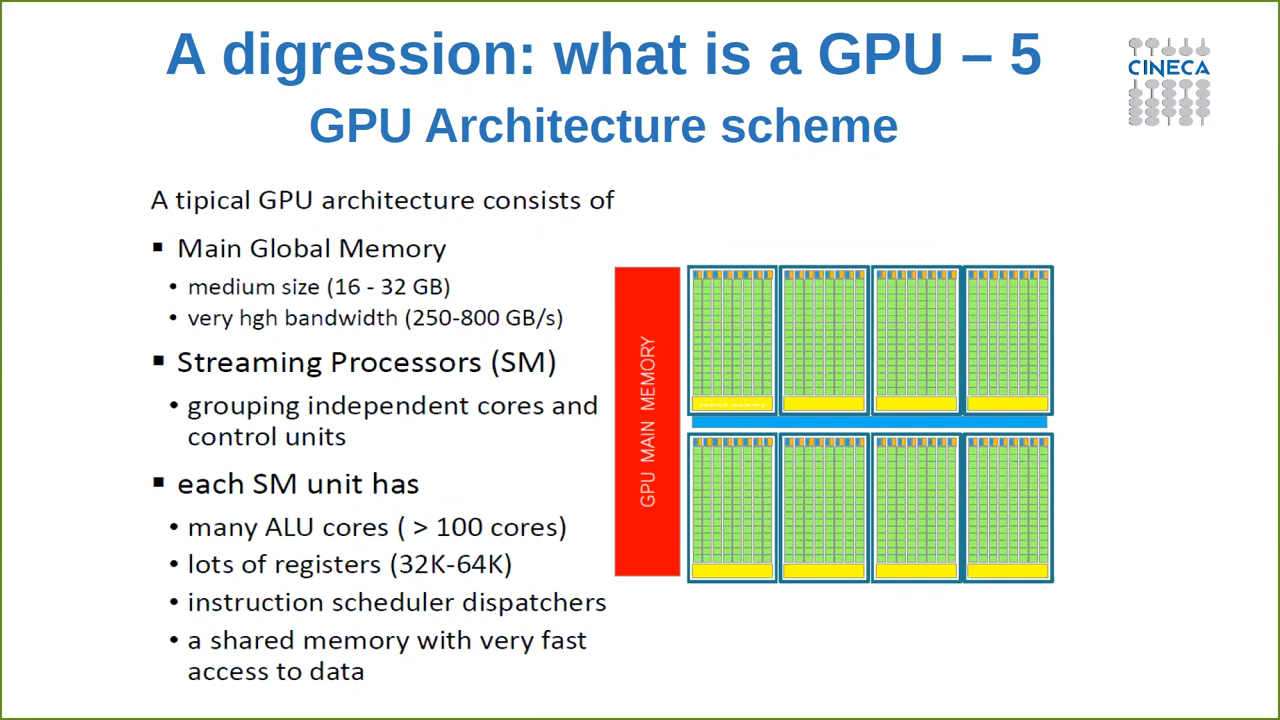 A digression: what is a GPU – 5
GPU Architecture scheme
CINECA
A tipical GPU architecture consists of
▪ Main Global Memory
• medium size (16 - 32 GB)
• very hgh bandwidth (250-800 GB/s)
▪ Streaming Processors (SM)
• grouping independent cores and
control units
▪ each SM unit has
• many ALU cores ( > 100 cores)
• lots of registers (32K-64K)
• instruction scheduler dispatchers
• a shared memory with very fast
access to data
GPU MAIN MEMORY
shared memory